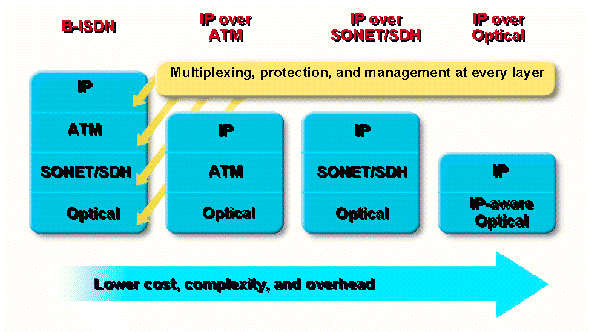 B-ISDN
IP over
ATM
IP over
SONET/SDH
IP over
Optical
Multiplexing, protection, and management at every layer
IP
ATM
SONET/SDH
Optical
IP
ATM
Optical
IP
SONET/SDH
Optical
IP
IP-aware
Optical
Lower cost, complexity, and overhead